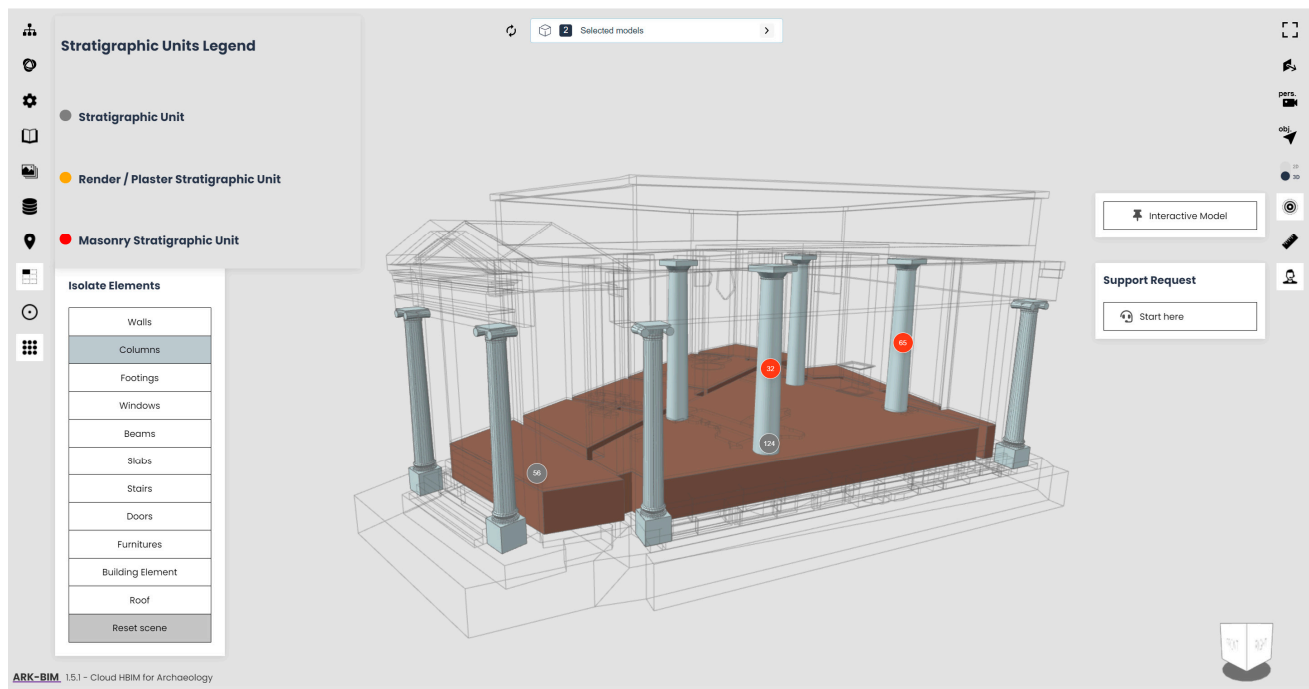 Stratigraphic Units Legend
Stratigraphic Unit
Render / Plaster Stratigraphic Unit
Masonry Stratigraphic Unit
2 Selected models
pers.
obj.
3D
Interactive Model
Support Request
Start here
Isolate Elements
Walls
Columns
Footings
Windows
Beams
Slabs
Stairs
Doors
Furnitures
Building Element
Roof
Reset scene
65
32
124
56
ARK-BIM 1.5.1 - Cloud HBIM for Archaeology